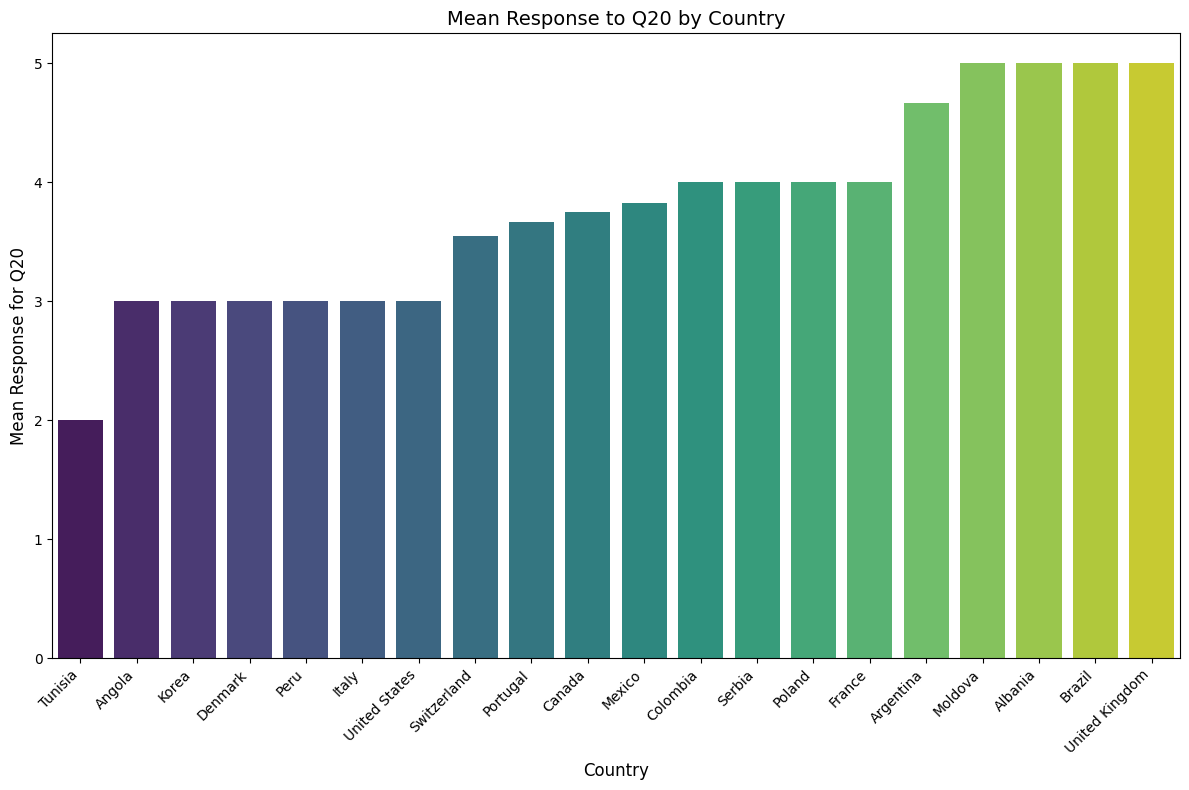 Mean Response to Q20 by Country
Mean Response for Q20
5
4
3
2
1
0
Tunisia
Angola
Korea
Denmark
Peru
Italy
United States
Switzerland
Portugal
Canada
Mexico
Colombia
Serbia
Poland
France
Argentina
Moldova
Albania
Brazil
United Kingdom
Country